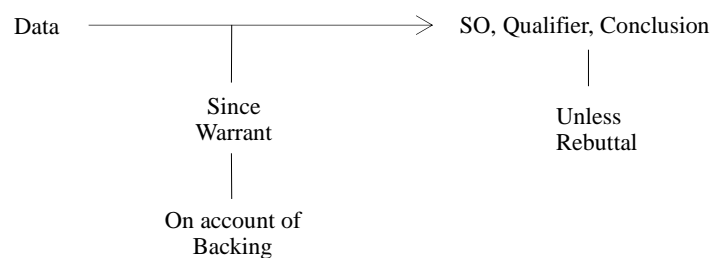 Data
SO, Qualifier, Conclusion
Since
Warrant
Unless
Rebuttal
On account of
Backing